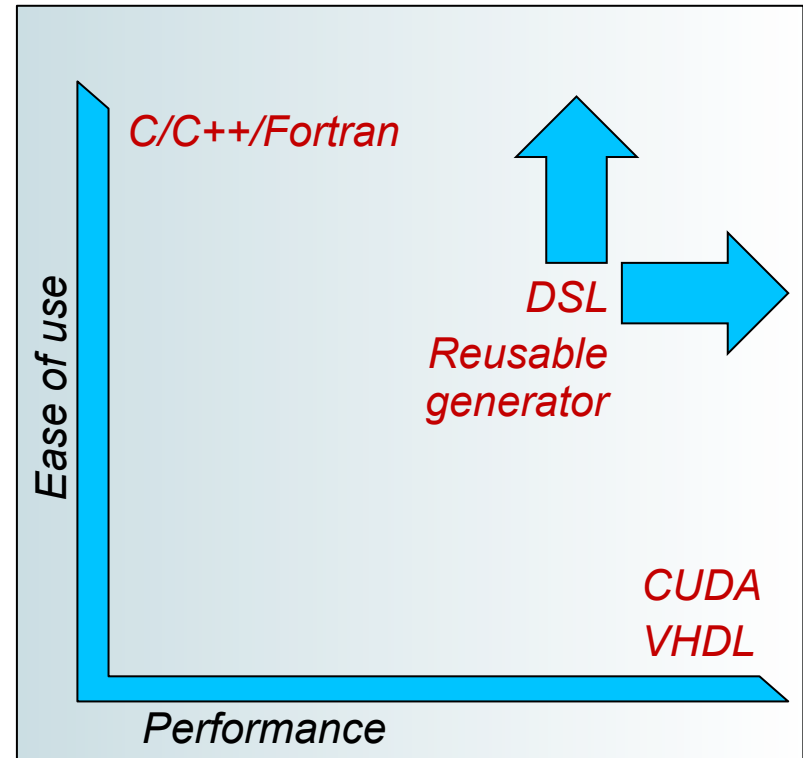 C/C++/Fortran
DSL
Reusable
generator
Ease of use
CUDA
VHDL
Performance